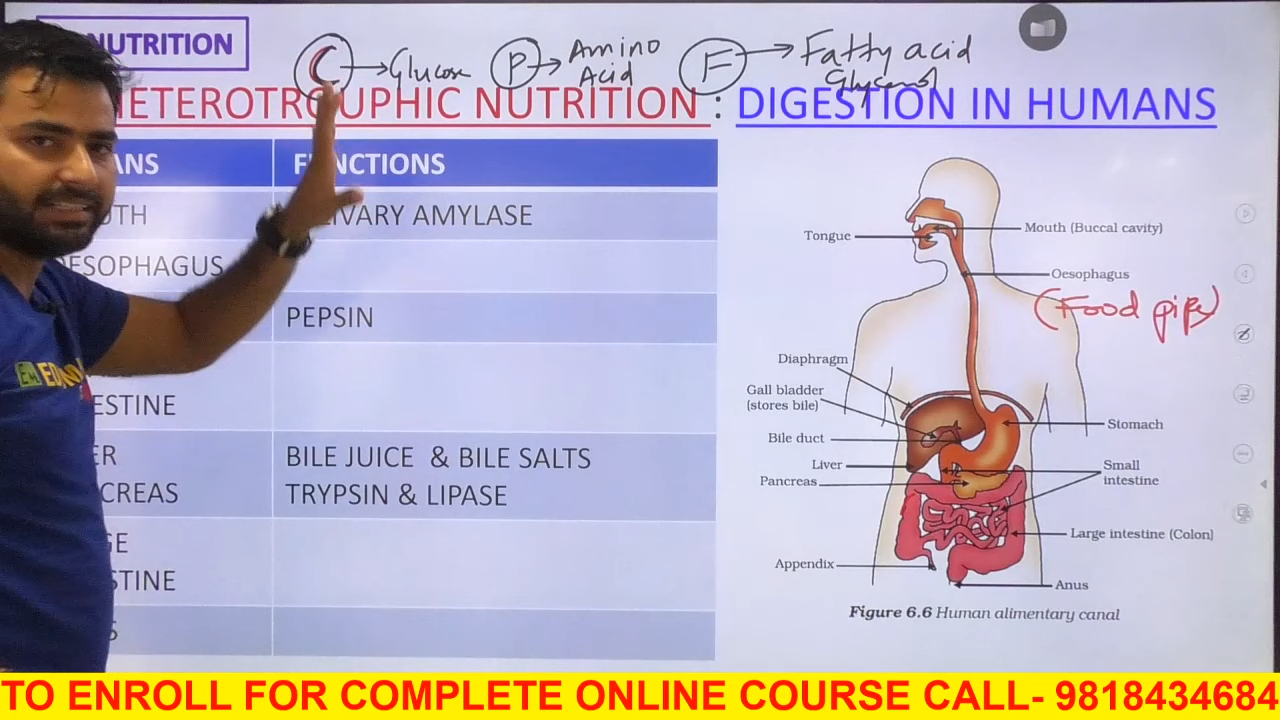 NUTRITION
C → Glucose P → Amino Acid F → Fatty acid Glycerol
HETEROTROUPHIC NUTRITION : DIGESTION IN HUMANS
FUNCTIONS
AMYLASE
OESOPHAGUS
PEPSIN
BILE JUICE & BILE SALTS
TRYPSIN & LIPASE
Tongue
Mouth (Buccal cavity)
Oesophagus
(Food pipe)
Diaphragm
Gall bladder
(stores bile)
Bile duct
Liver
Pancreas
Stomach
Small
intestine
Large intestine (Colon)
Appendix
Anus
Figure 6.6 Human alimentary canal
TO ENROLL FOR COMPLETE ONLINE COURSE CALL- 9818434684